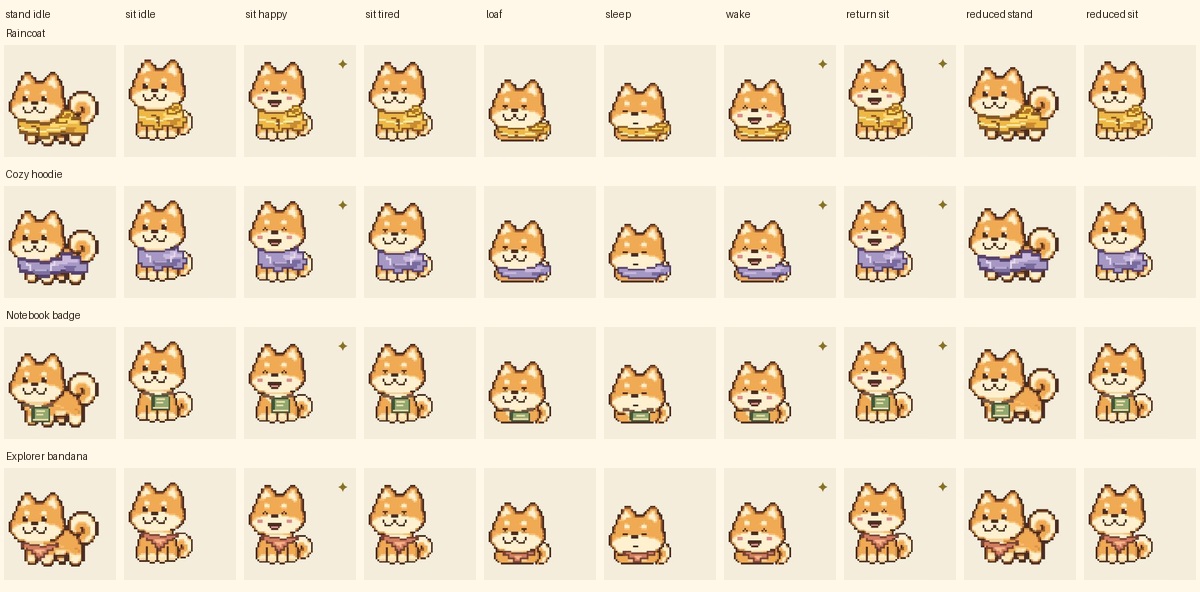 stand idle sit idle sit happy sit tired loaf sleep wake return sit reduced stand reduced sit
Raincoat
Cozy hoodie
Notebook badge
Explorer bandana